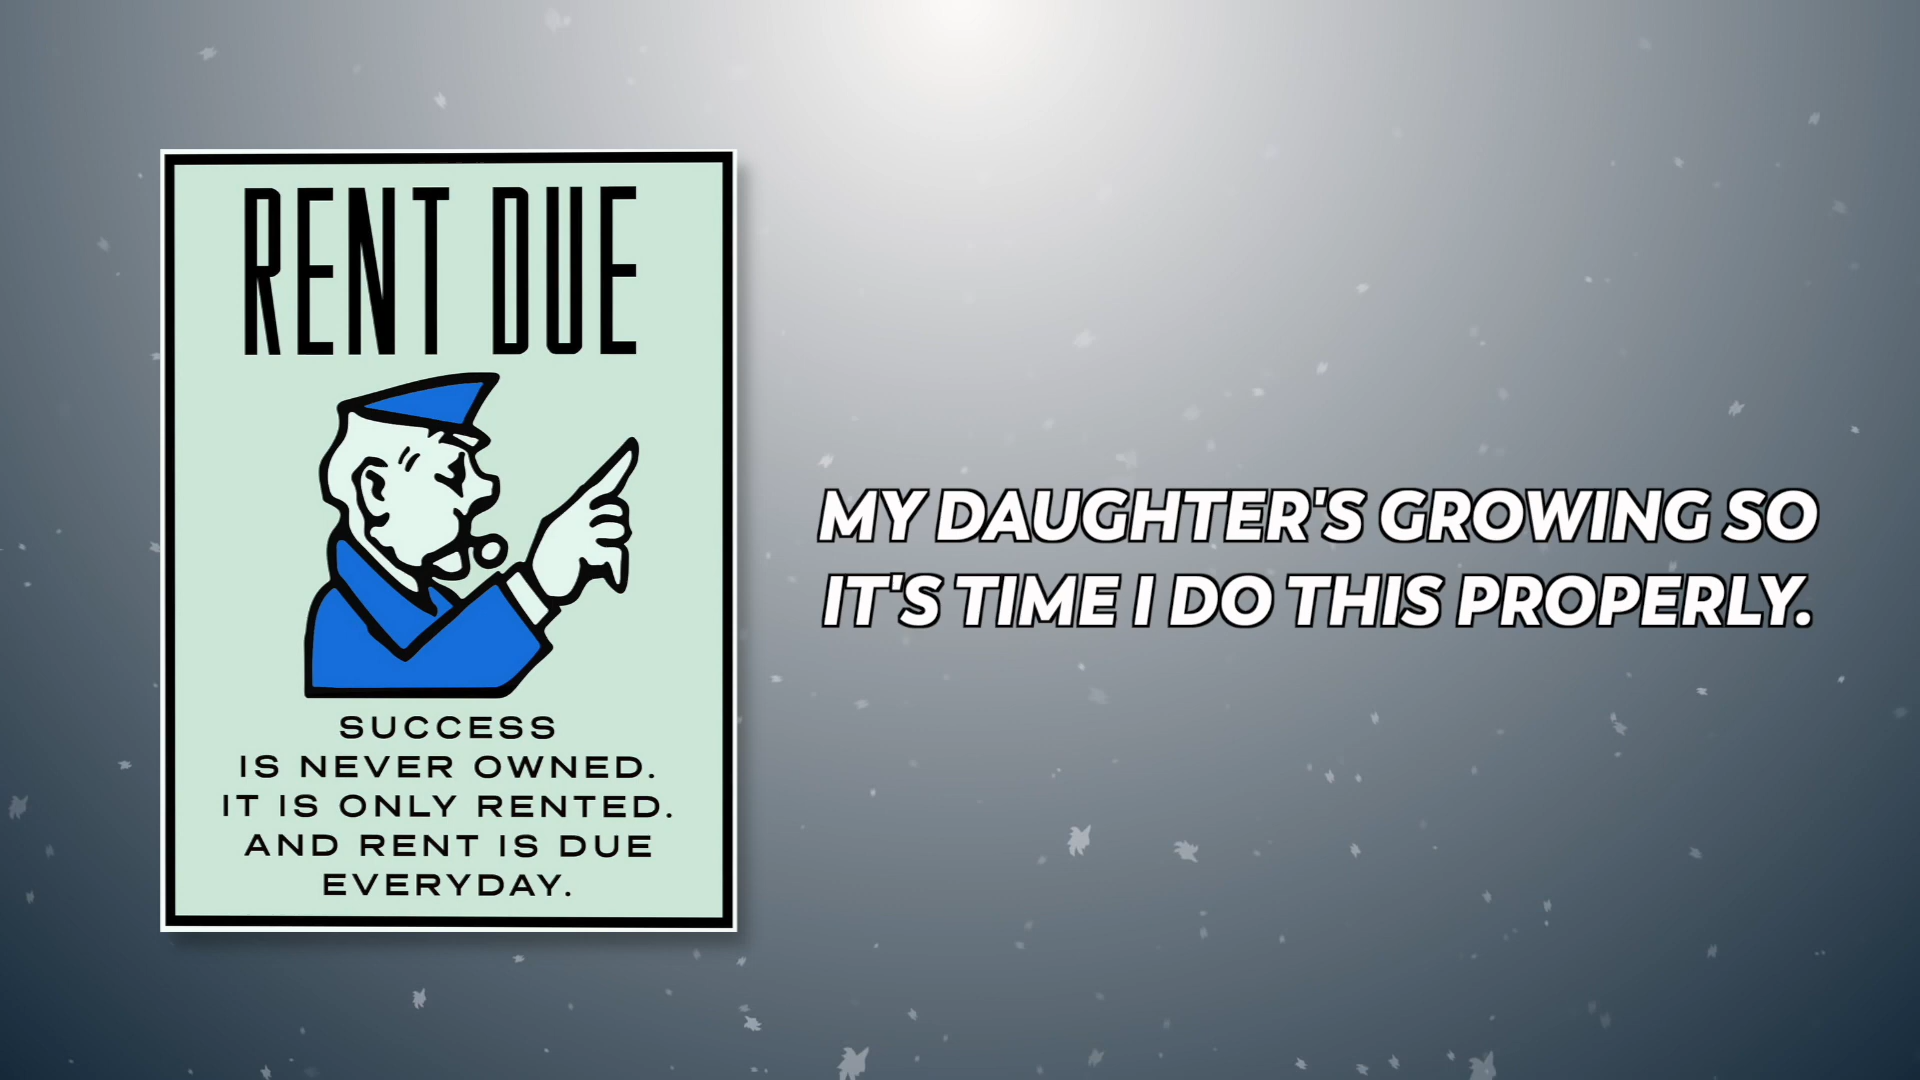 RENT DUE
SUCCESS
IS NEVER OWNED.
IT IS ONLY RENTED.
AND RENT IS DUE
EVERYDAY.
MY DAUGHTER'S GROWING SO
IT'S TIME I DO THIS PROPERLY.